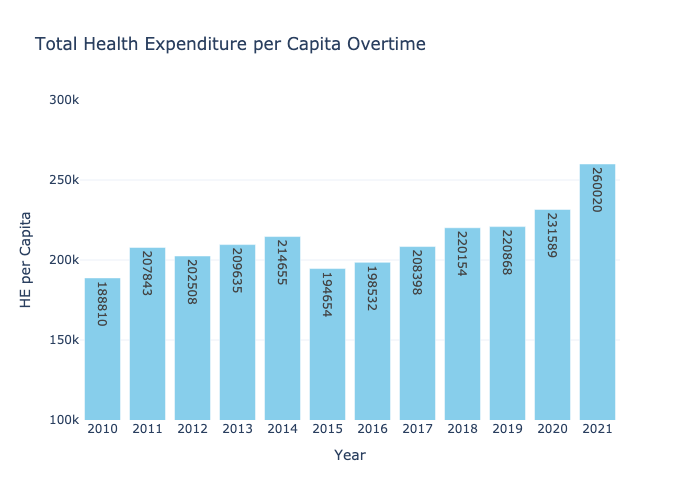 Total Health Expenditure per Capita Overtime
300k
250k
200k
150k
100k
HE per Capita
188810
207843
202508
209635
214655
194654
198532
208398
220154
220868
231589
260020
2010 2011 2012 2013 2014 2015 2016 2017 2018 2019 2020 2021
Year